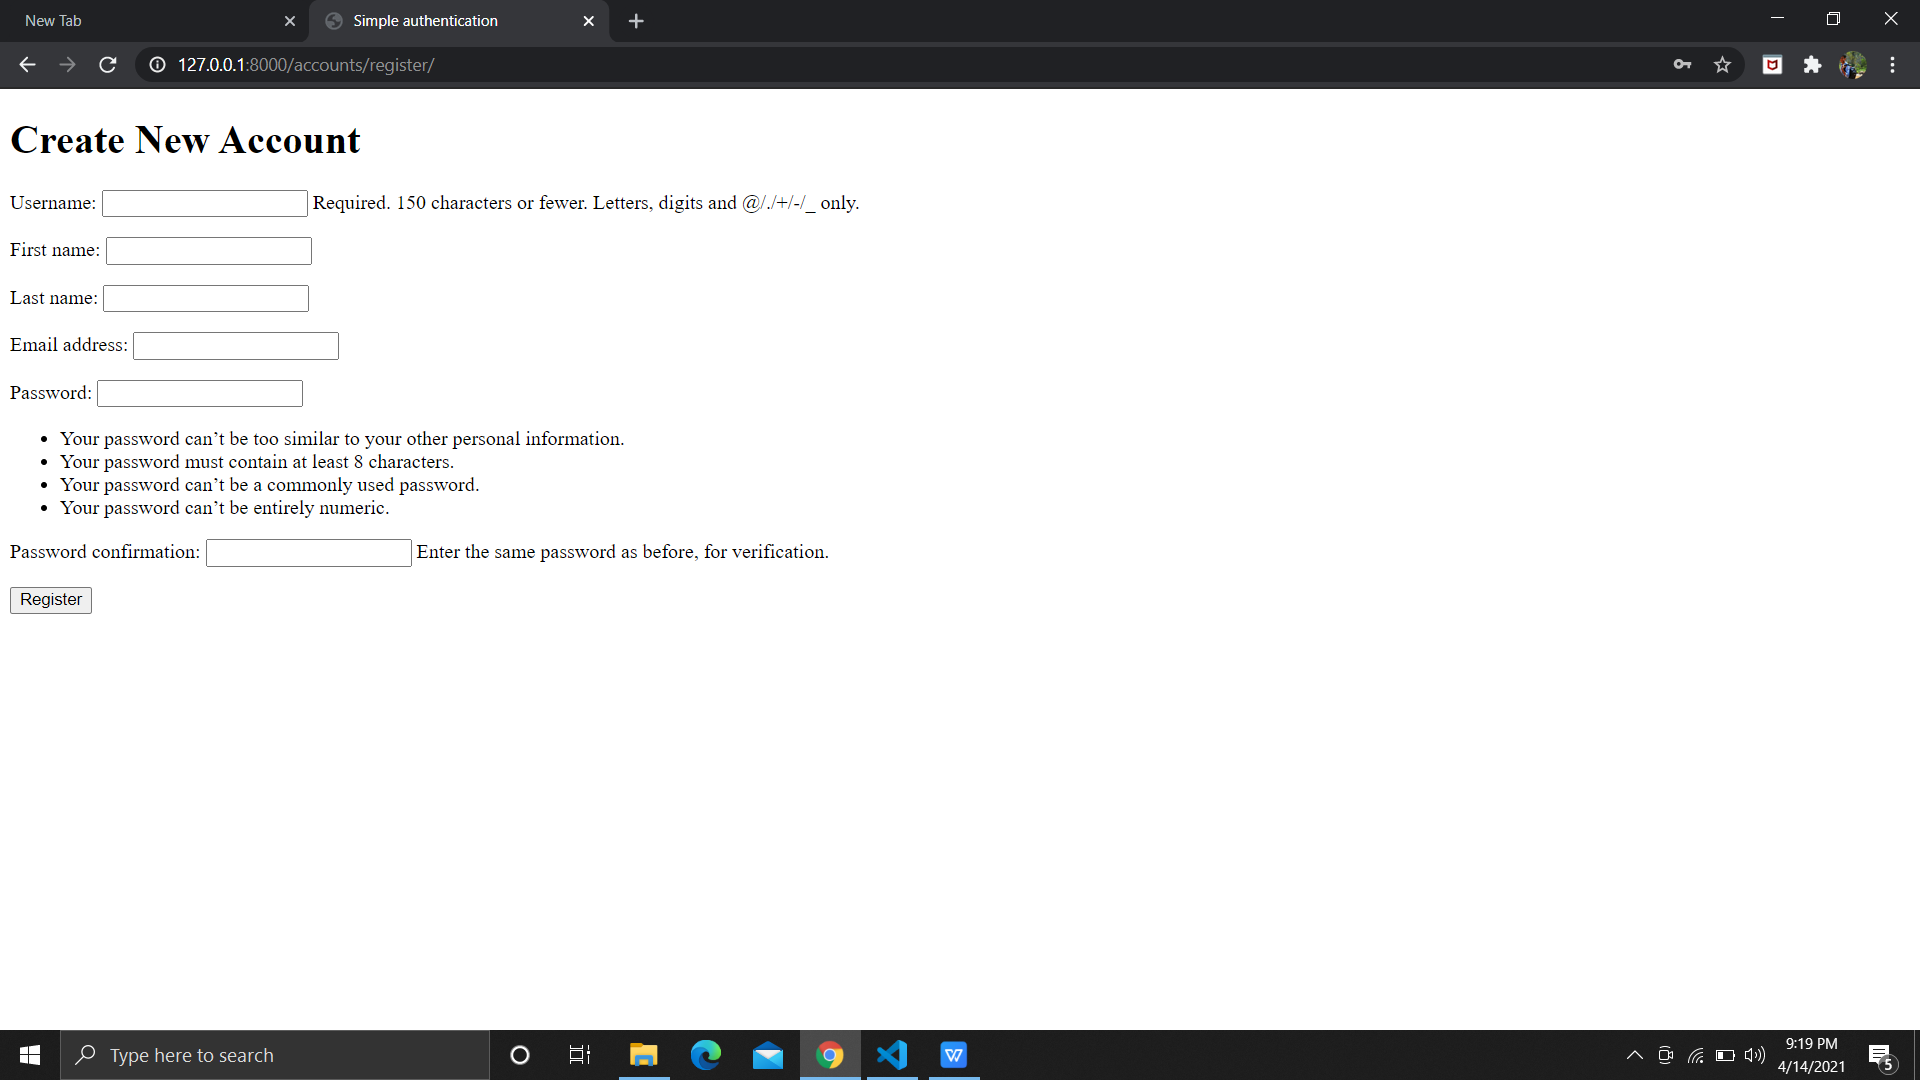 New Tab
Simple authentication
127.0.0.1:8000/accounts/register/
Create New Account
Username: Required. 150 characters or fewer. Letters, digits and @/./+/-/_ only.
First name:
Last name:
Email address:
Password:
• Your password can’t be too similar to your other personal information.
• Your password must contain at least 8 characters.
• Your password can’t be a commonly used password.
• Your password can’t be entirely numeric.
Password confirmation: Enter the same password as before, for verification.
Register
Type here to search
9:19 PM
4/14/2021
5